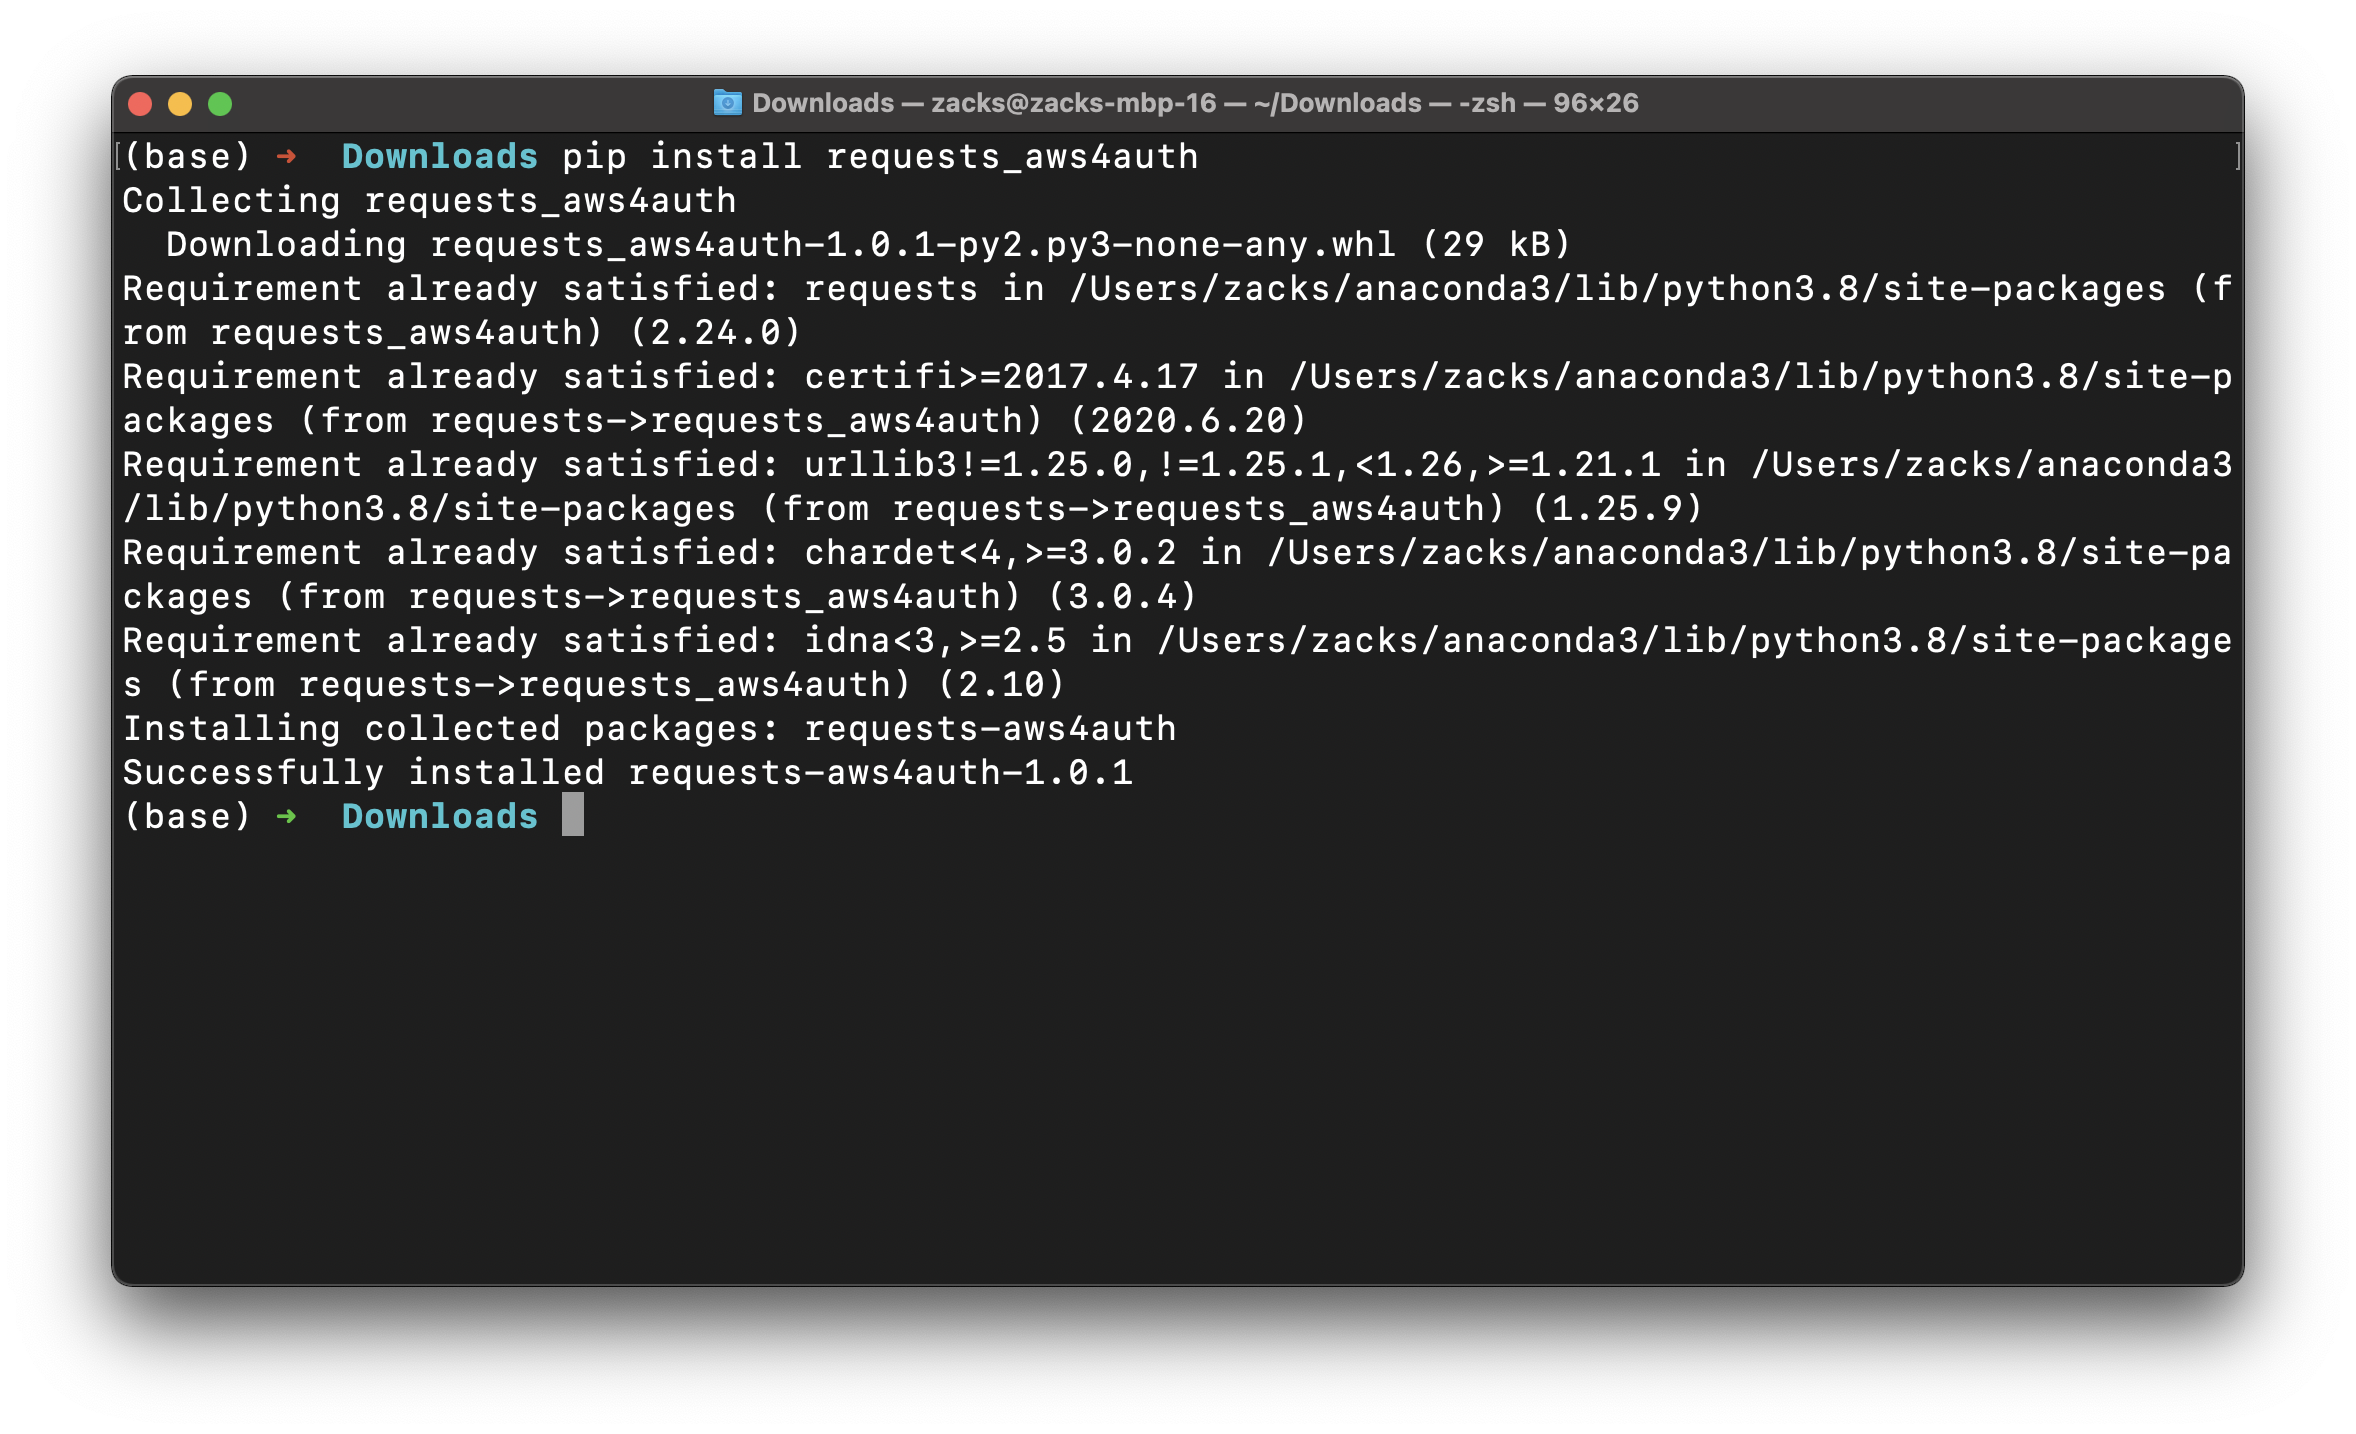 Downloads — zacks@zacks-mbp-16 — ~/Downloads — -zsh — 96×26
[(base) ➜  Downloads pip install requests_aws4auth ]
Collecting requests_aws4auth
  Downloading requests_aws4auth-1.0.1-py2.py3-none-any.whl (29 kB)
Requirement already satisfied: requests in /Users/zacks/anaconda3/lib/python3.8/site-packages (f
rom requests_aws4auth) (2.24.0)
Requirement already satisfied: certifi>=2017.4.17 in /Users/zacks/anaconda3/lib/python3.8/site-p
ackages (from requests->requests_aws4auth) (2020.6.20)
Requirement already satisfied: urllib3!=1.25.0,!=1.25.1,<1.26,>=1.21.1 in /Users/zacks/anaconda3
/lib/python3.8/site-packages (from requests->requests_aws4auth) (1.25.9)
Requirement already satisfied: chardet<4,>=3.0.2 in /Users/zacks/anaconda3/lib/python3.8/site-pa
ckages (from requests->requests_aws4auth) (3.0.4)
Requirement already satisfied: idna<3,>=2.5 in /Users/zacks/anaconda3/lib/python3.8/site-package
s (from requests->requests_aws4auth) (2.10)
Installing collected packages: requests-aws4auth
Successfully installed requests-aws4auth-1.0.1
(base) ➜  Downloads